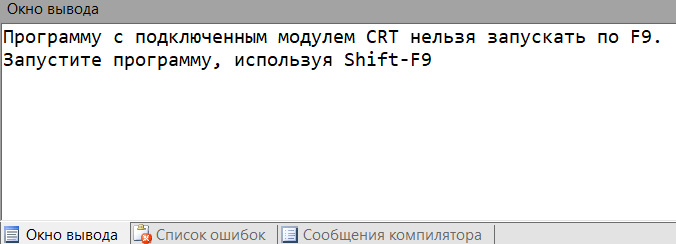 Окно вывода
Программу с подключенным модулем CRT нельзя запускать по F9.
Запустите программу, используя Shift-F9
Окно вывода Список ошибок Сообщения компилятора